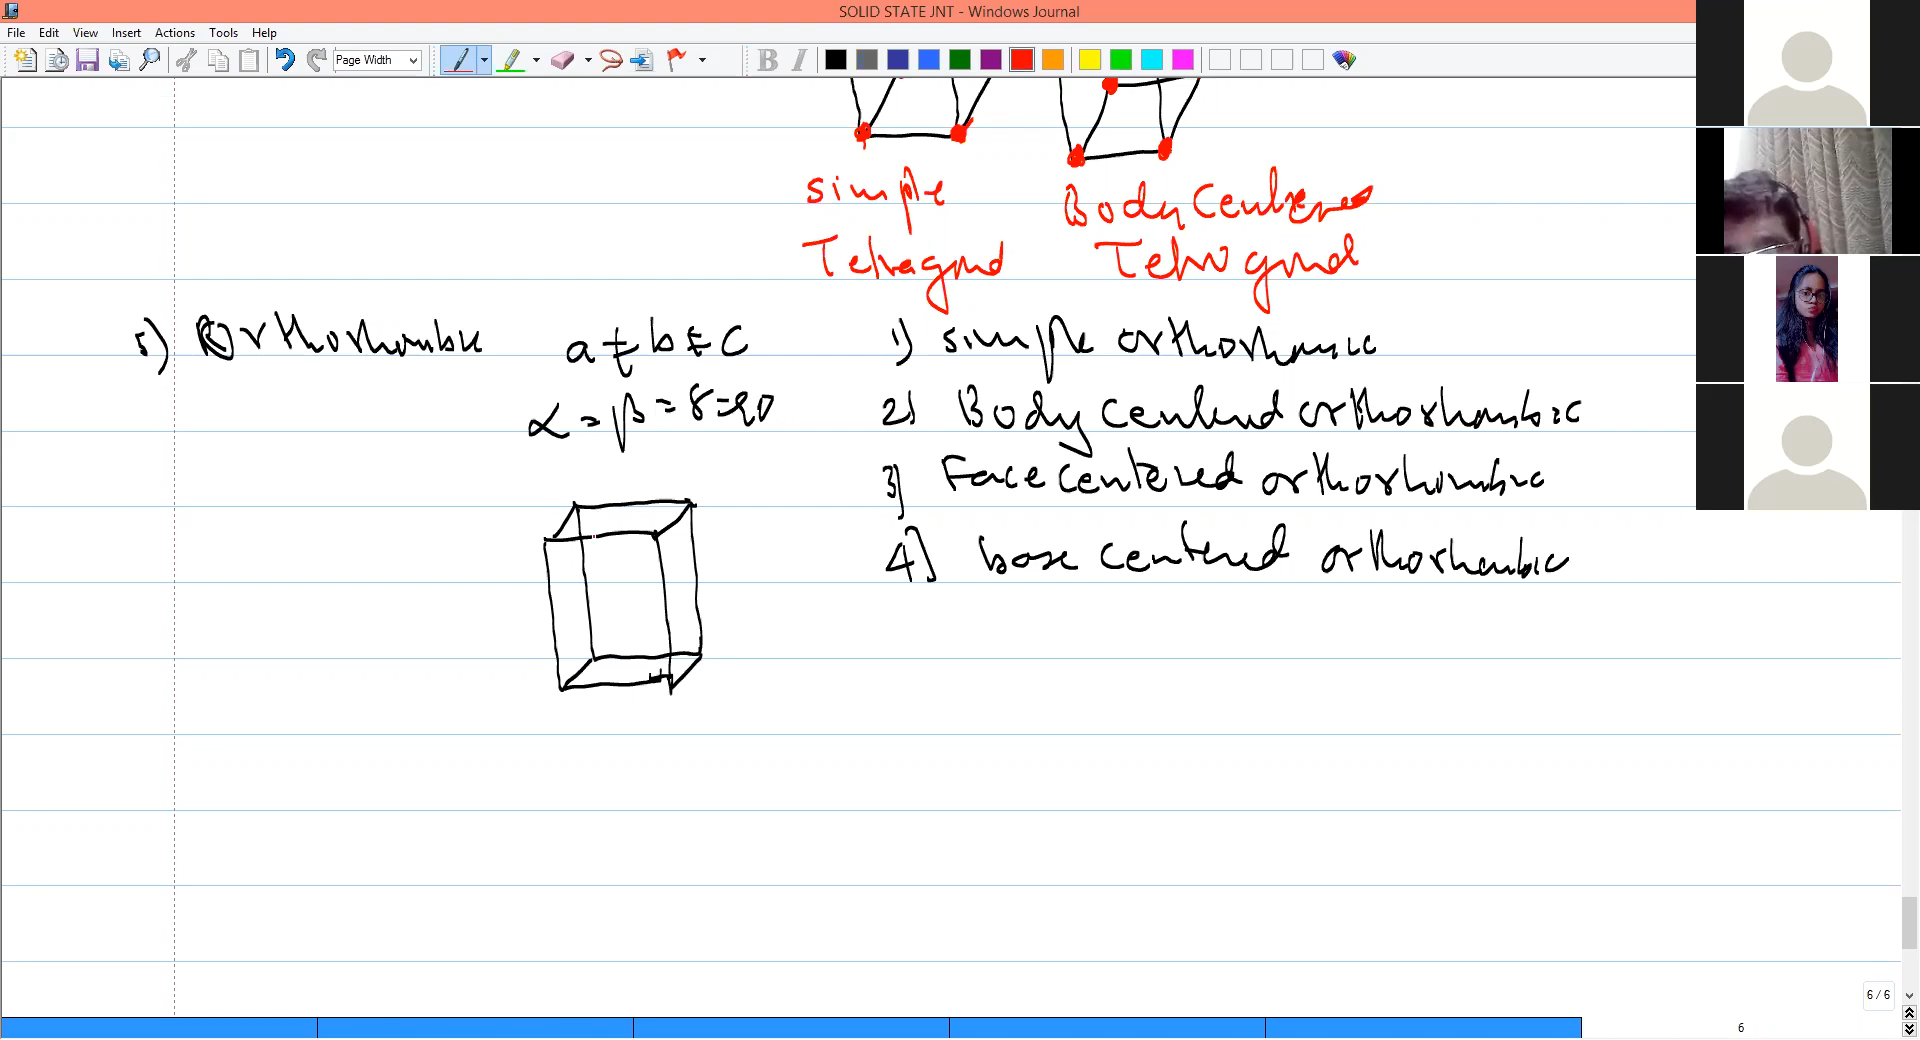 SOLID STATE JNT - Windows Journal
File Edit View Insert Actions Tools Help
Page Width
B I
simple
Tetragonal
Body Centered
Tetragonal
5) Orthorhombic
a ≠ b ≠ c
α = β = γ = 90
1) simple orthorhomic
2) Body centered orthorhombic
3) Face centered orthorhombic
4) base centered orthorhombic
6 / 6
6